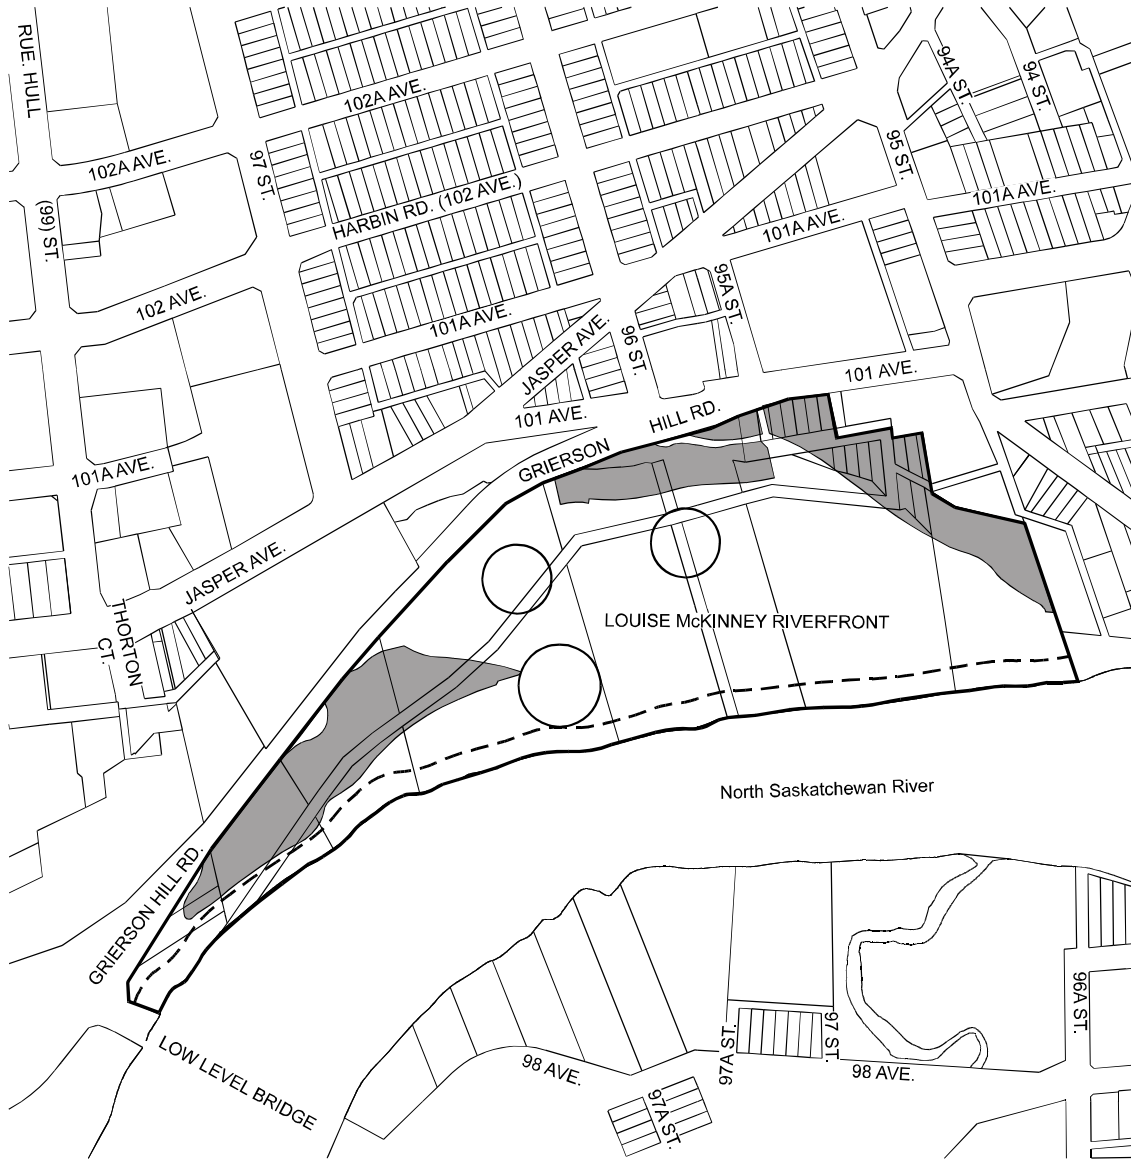 RUE. HULL
94A ST.
94 ST.
102A AVE.
95 ST.
102A AVE.
97 ST.
HARBIN RD. (102 AVE.)
101A AVE.
(99) ST.
101A AVE.
95A ST.
102 AVE.
101A AVE.
96 ST.
JASPER AVE.
101 AVE.
101 AVE.
HILL RD.
GRIERSON
101A AVE.
JASPER AVE.
THORTON
CT.
LOUISE McKINNEY RIVERFRONT
North Saskatchewan River
GRIERSON HILL RD.
96A ST.
97A ST.
97 ST.
LOW LEVEL BRIDGE
98 AVE.
98 AVE.
97A ST.